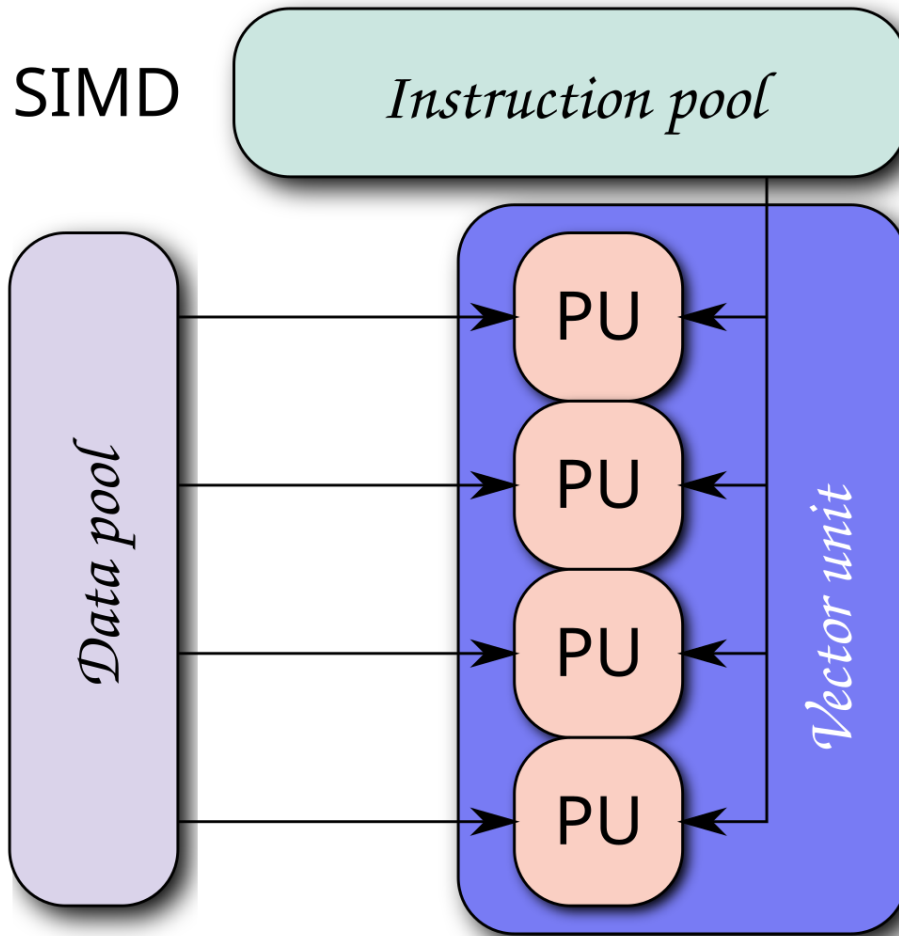 SIMD
Instruction pool
Data pool
PU
PU
PU
PU
Vector unit